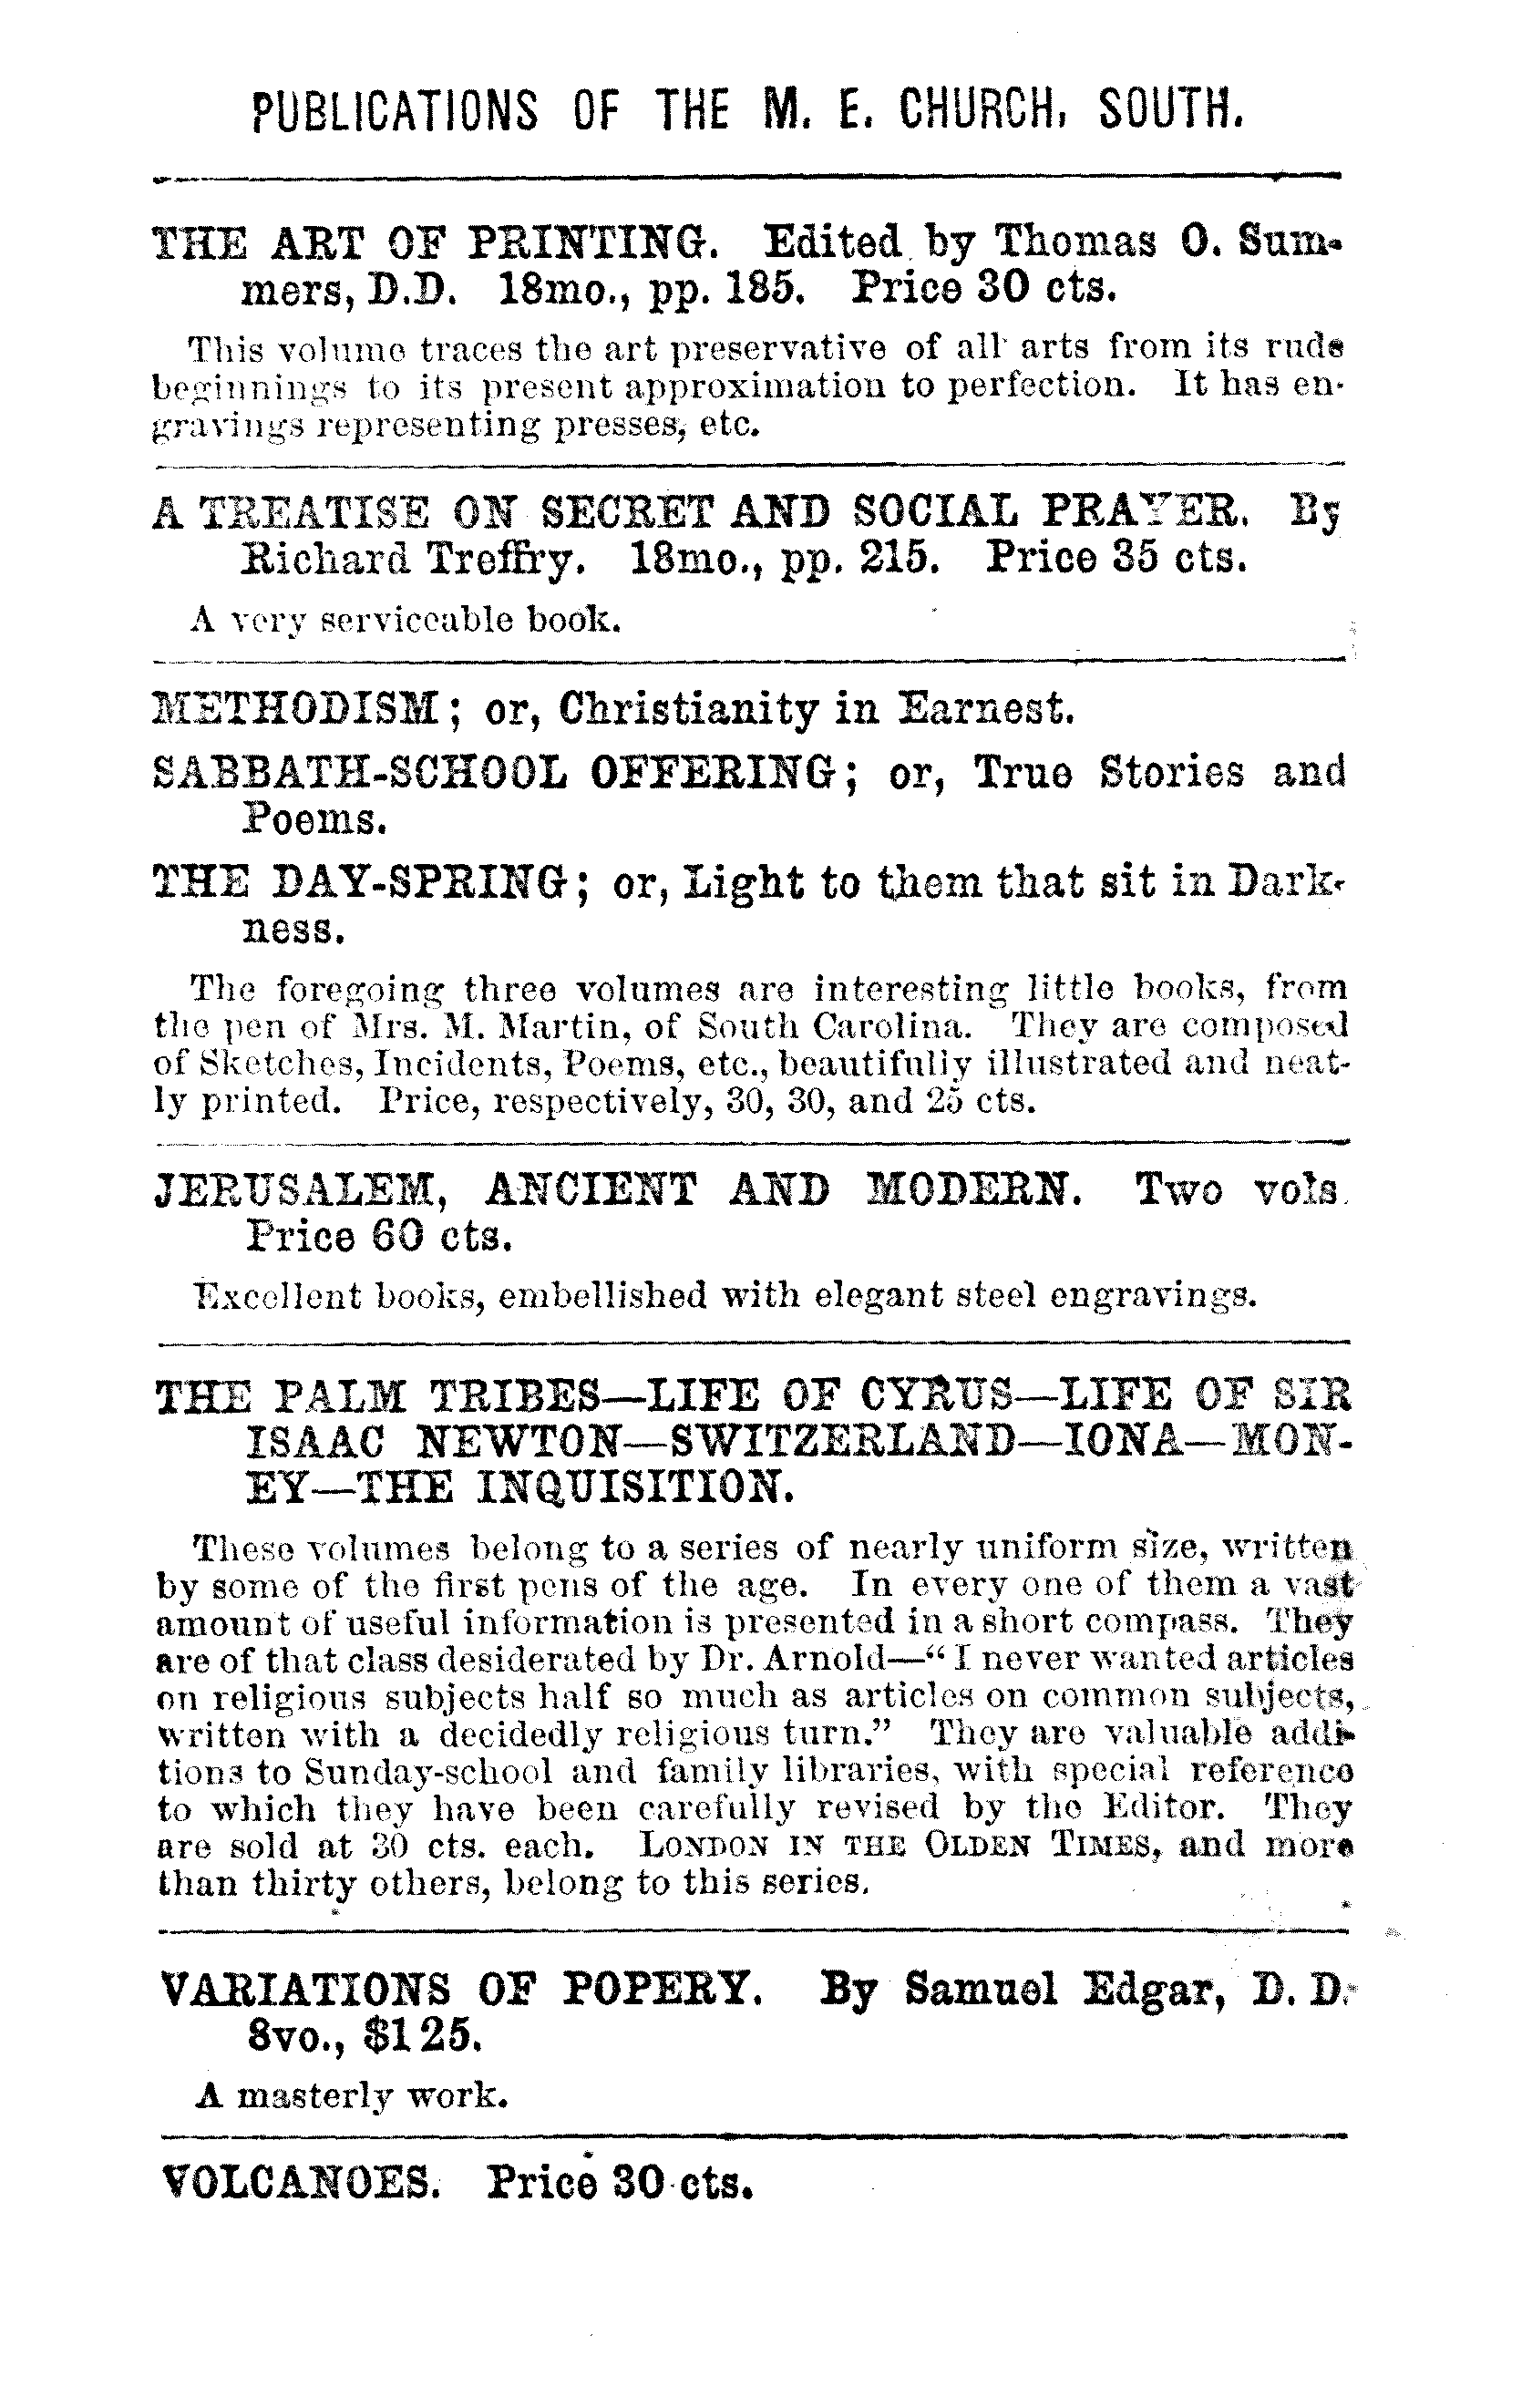 PUBLICATIONS OF THE M. E. CHURCH, SOUTH.
THE ART OF PRINTING. Edited by Thomas O. Sum-
mers, D.D. 18mo., pp. 185. Price 30 cts.
This volume traces the art preservative of all arts from its rude
beginnings to its present approximation to perfection. It has en-
gravings representing presses, etc.
A TREATISE ON SECRET AND SOCIAL PRAYER. By
Richard Treffry. 18mo., pp. 215. Price 35 cts.
A very serviceable book.
METHODISM; or, Christianity in Earnest.
SABBATH-SCHOOL OFFERING; or, True Stories and
Poems.
THE DAY-SPRING; or, Light to them that sit in Dark-
ness.
The foregoing three volumes are interesting little books, from
the pen of Mrs. M. Martin, of South Carolina. They are composed
of Sketches, Incidents, Poems, etc., beautifully illustrated and neat-
ly printed. Price, respectively, 30, 30, and 25 cts.
JERUSALEM, ANCIENT AND MODERN. Two vols.
Price 60 cts.
Excellent books, embellished with elegant steel engravings.
THE PALM TRIBES—LIFE OF CYRUS—LIFE OF SIR
ISAAC NEWTON—SWITZERLAND—IONA—MON-
EY—THE INQUISITION.
These volumes belong to a series of nearly uniform size, written
by some of the first pens of the age. In every one of them a vast
amount of useful information is presented in a short compass. They
are of that class desiderated by Dr. Arnold—"I never wanted articles
on religious subjects half so much as articles on common subjects,
written with a decidedly religious turn." They are valuable addi-
tions to Sunday-school and family libraries, with special reference
to which they have been carefully revised by the Editor. They
are sold at 30 cts. each. LONDON IN THE OLDEN TIMES, and more
than thirty others, belong to this series.
VARIATIONS OF POPERY. By Samuel Edgar, D. D.
8vo., $1 25.
A masterly work.
VOLCANOES. Price 30 cts.